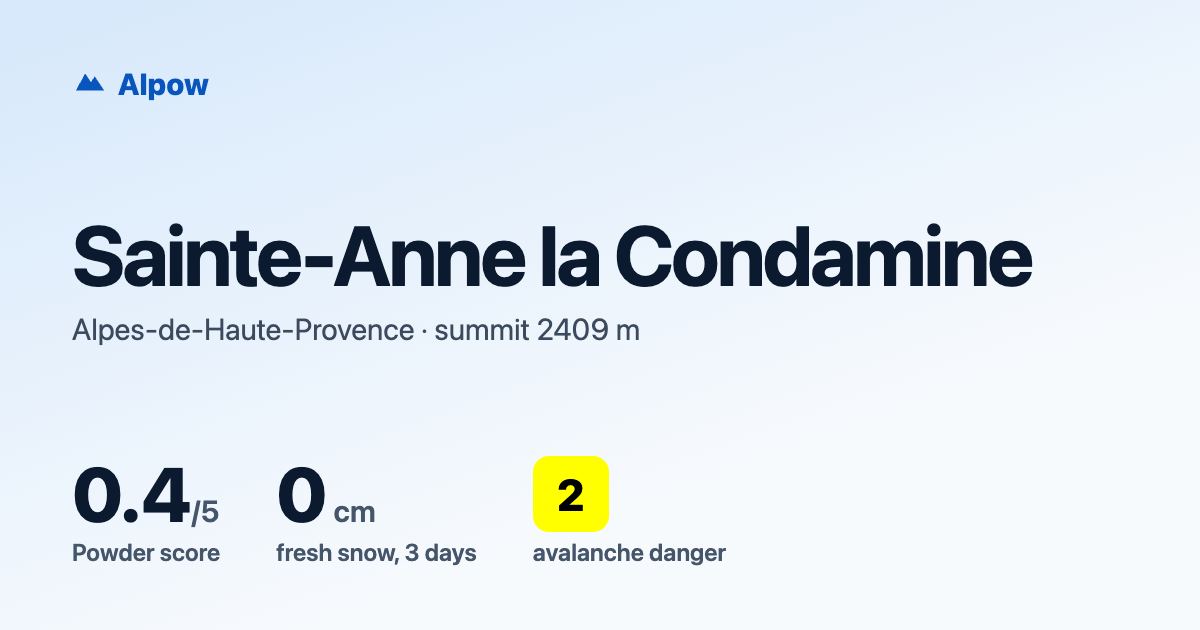 Alpow
Sainte-Anne la Condamine
Alpes-de-Haute-Provence · summit 2409 m
0.4/5
Powder score
0 cm
fresh snow, 3 days
2
avalanche danger